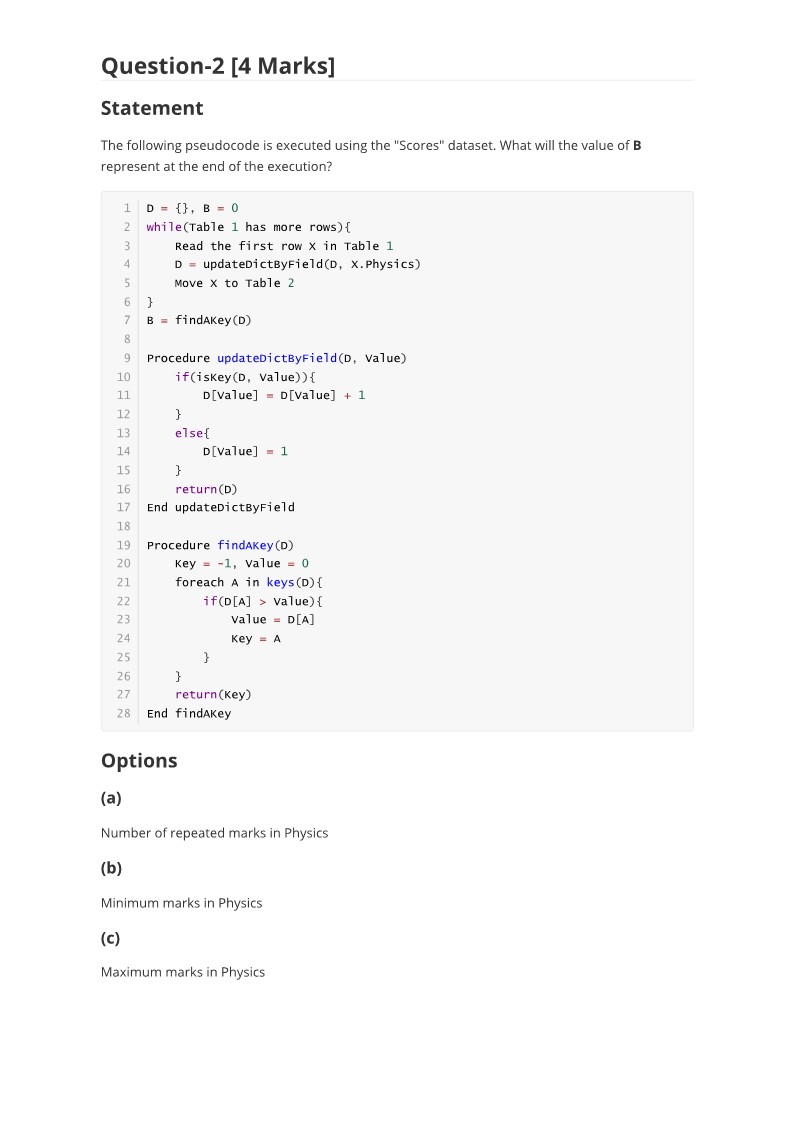 Question-2 [4 Marks]
Statement
The following pseudocode is executed using the "Scores" dataset. What will the value of B
represent at the end of the execution?
1 D = {}, B = 0
2 while(Table 1 has more rows){
3     Read the first row X in Table 1
4     D = updateDictByField(D, X.Physics)
5     Move X to Table 2
6 }
7 B = findAKey(D)
8
9 Procedure updateDictByField(D, Value)
10     if(isKey(D, Value)){
11         D[Value] = D[Value] + 1
12     }
13     else{
14         D[Value] = 1
15     }
16     return(D)
17 End updateDictByField
18
19 Procedure findAKey(D)
20     Key = -1, Value = 0
21     foreach A in keys(D){
22         if(D[A] > Value){
23             Value = D[A]
24             Key = A
25         }
26     }
27     return(Key)
28 End findAKey
Options
(a)
Number of repeated marks in Physics
(b)
Minimum marks in Physics
(c)
Maximum marks in Physics